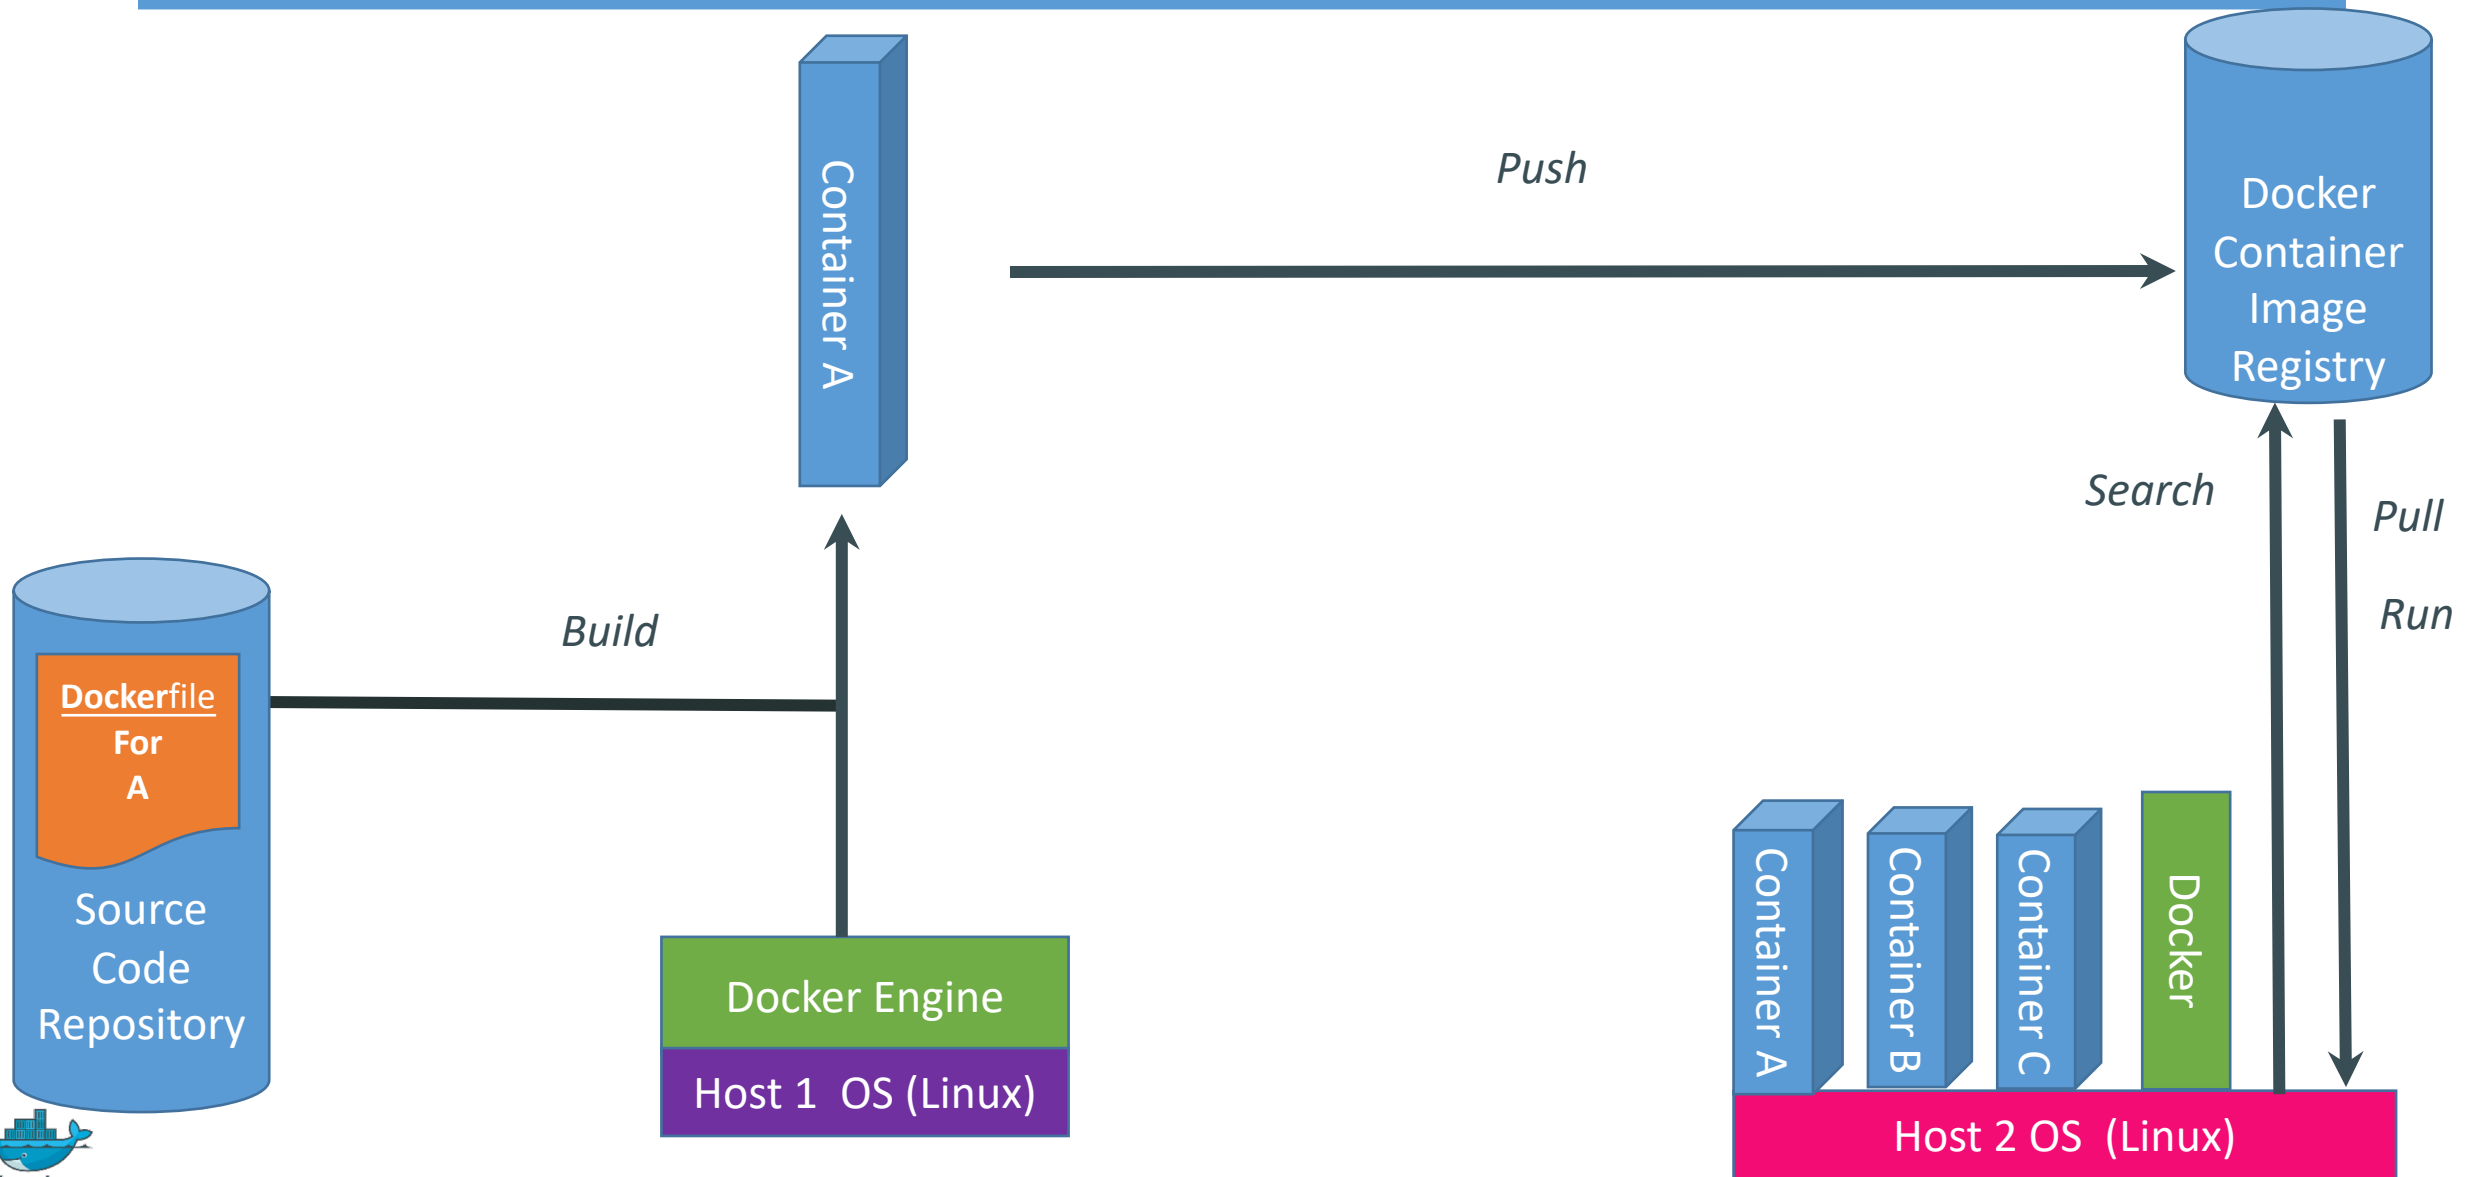 Container A
Push
Docker
Container
Image
Registry
Search
Pull
Run
Build
Dockerfile
For
A
Source
Code
Repository
Docker Engine
Host 1  OS (Linux)
Container A
Container B
Container C
Docker
Host 2 OS  (Linux)